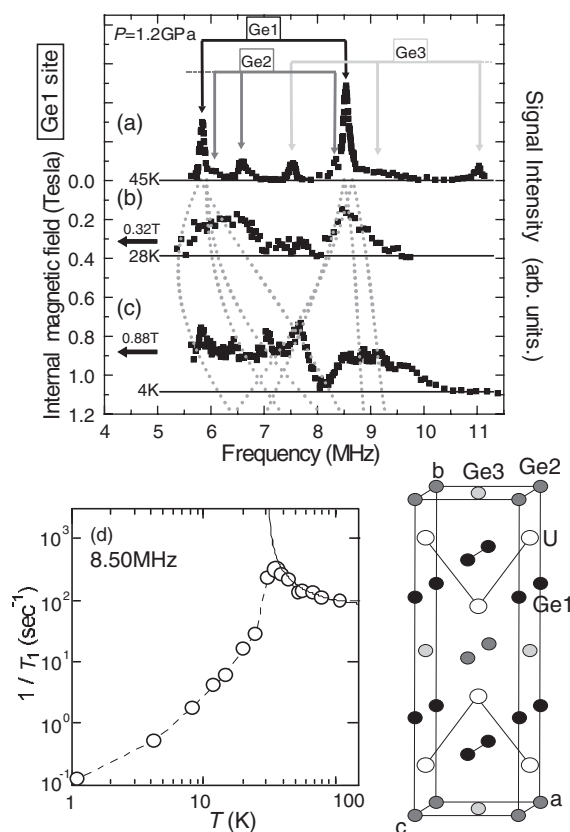 P=1.2GPa
Ge1
Ge2
Ge3
Ge1 site
Internal magnetic field (Tesla)
Signal Intensity (arb. units.)
(a)
45K
0.0
(b)
0.2
0.32T
28K
0.4
0.6
(c)
0.8
0.88T
1.0
4K
1.2
4 5 6 7 8 9 10 11
Frequency (MHz)
(d)
8.50MHz
1 / T1 (sec-1)
10^3
10^2
10^1
10^0
10^-1
1 10 100
T (K)
b Ge3 Ge2
U
Ge1
a
c